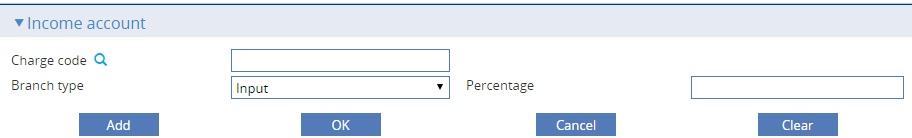 Income account
Charge code
Branch type Input Percentage
Add OK Cancel Clear